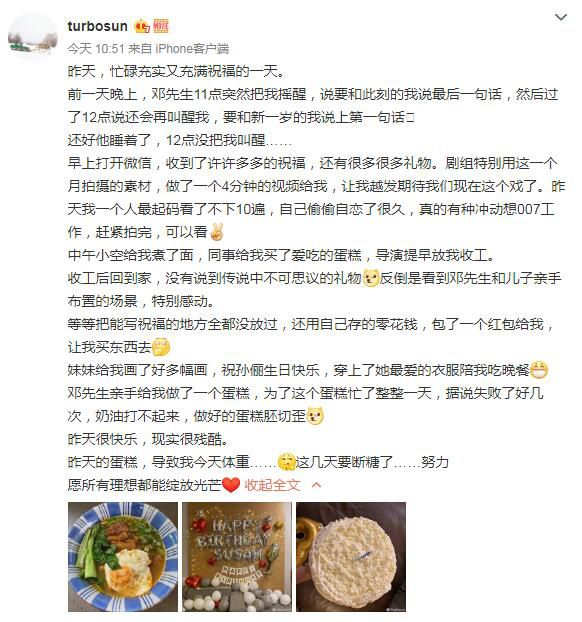 turbosun
今天 10:51 来自 iPhone客户端
昨天，忙碌充实又充满祝福的一天。
前一天晚上，邓先生11点突然把我摇醒，说要和此刻的我说最后一句话，然后过
了12点说还会再叫醒我，要和新一岁的我说上第一句话□
还好他睡着了，12点没把我叫醒……
早上打开微信，收到了许许多多的祝福，还有很多很多礼物。剧组特别用这一个
月拍摄的素材，做了一个4分钟的视频给我，让我越发期待我们现在这个戏了。昨
天我一个人最起码看了不下10遍，自己偷偷自恋了很久，真的有种冲动想007工
作，赶紧拍完，可以看✌
中午小空给我煮了面，同事给我买了爱吃的蛋糕，导演提早放我收工。
收工后回到家，没有说到传说中不可思议的礼物反倒是看到邓先生和儿子亲手
布置的场景，特别感动。
等等把能写祝福的地方全都没放过，还用自己存的零花钱，包了一个红包给我，
让我买东西去
妹妹给我画了好多幅画，祝孙俪生日快乐，穿上了她最爱的衣服陪我吃晚餐😁
邓先生亲手给我做了一个蛋糕，为了这个蛋糕忙了整整一天，据说失败了好几
次，奶油打不起来，做好的蛋糕胚切歪
昨天很快乐，现实很残酷。
昨天的蛋糕，导致我今天体重……这几天要断糖了……努力
愿所有理想都能绽放光芒❤ 收起全文
HAPPY
BIRTHDAY
SUSAN